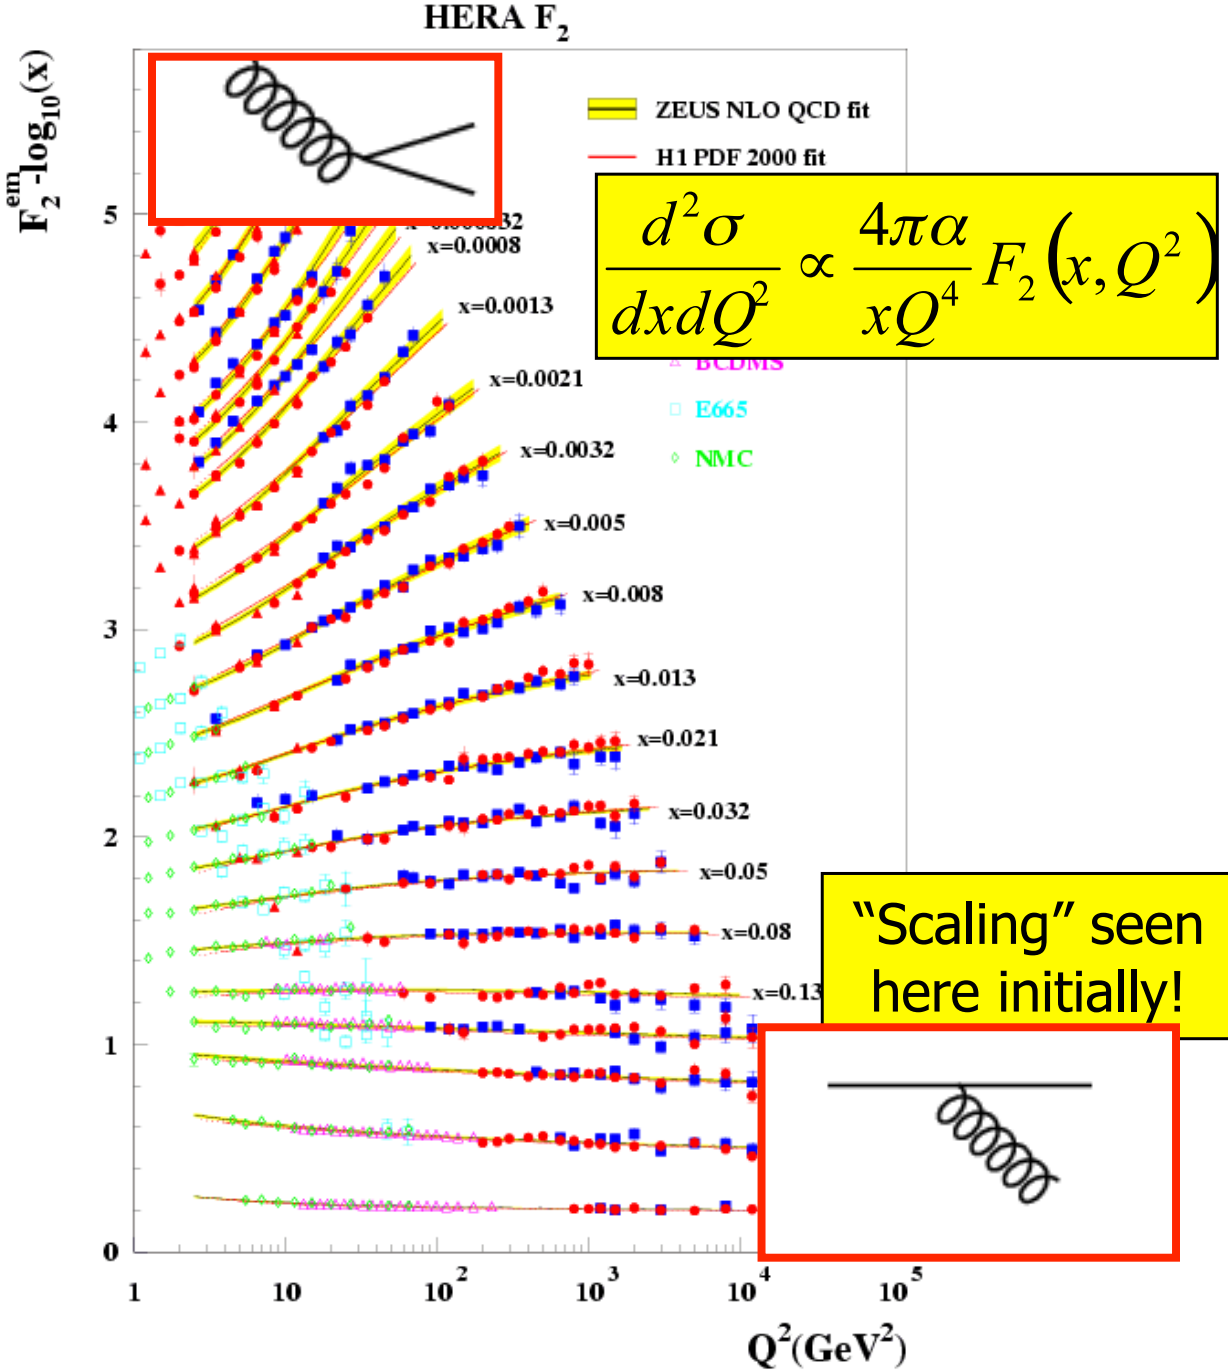 HERA F₂
F₂ᵉᵐ-log₁₀(x)
ZEUS NLO QCD fit
H1 PDF 2000 fit
d²σ/dxdQ² ∝ 4πα/xQ⁴ F₂(x, Q²)
BCDMS
E665
NMC
x=0.0008
x=0.0013
x=0.0021
x=0.0032
x=0.005
x=0.008
x=0.013
x=0.021
x=0.032
x=0.05
x=0.08
x=0.13
“Scaling” seen
here initially!
5
4
3
2
1
0
1 10 10² 10³ 10⁴ 10⁵
Q²(GeV²)